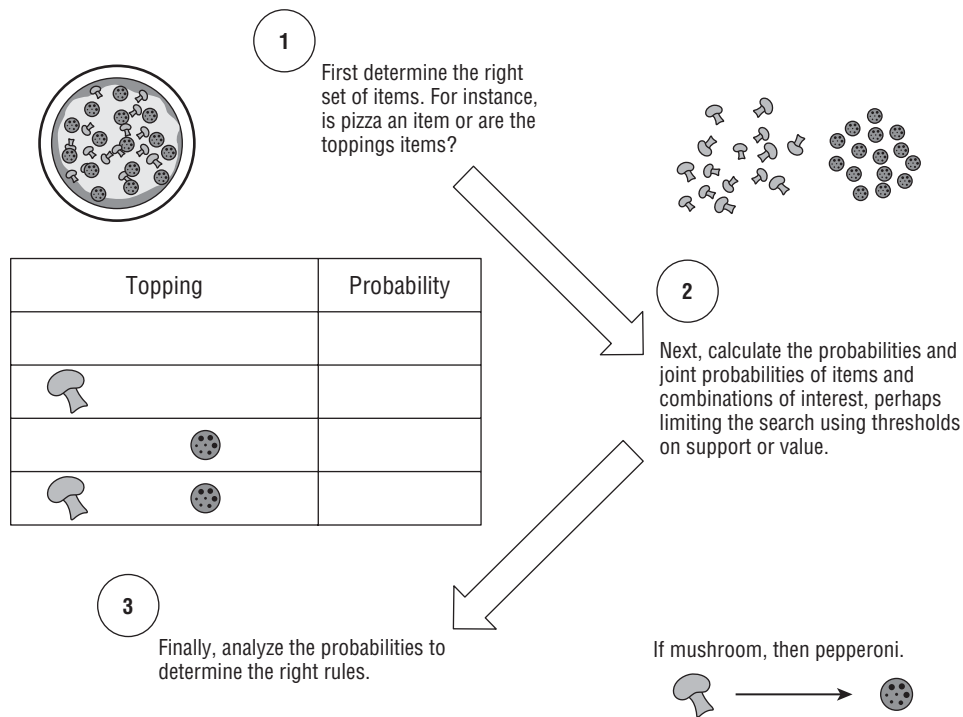 1
First determine the right
set of items. For instance,
is pizza an item or are the
toppings items?
Topping Probability
2
Next, calculate the probabilities and
joint probabilities of items and
combinations of interest, perhaps
limiting the search using thresholds
on support or value.
3
Finally, analyze the probabilities to
determine the right rules.
If mushroom, then pepperoni.